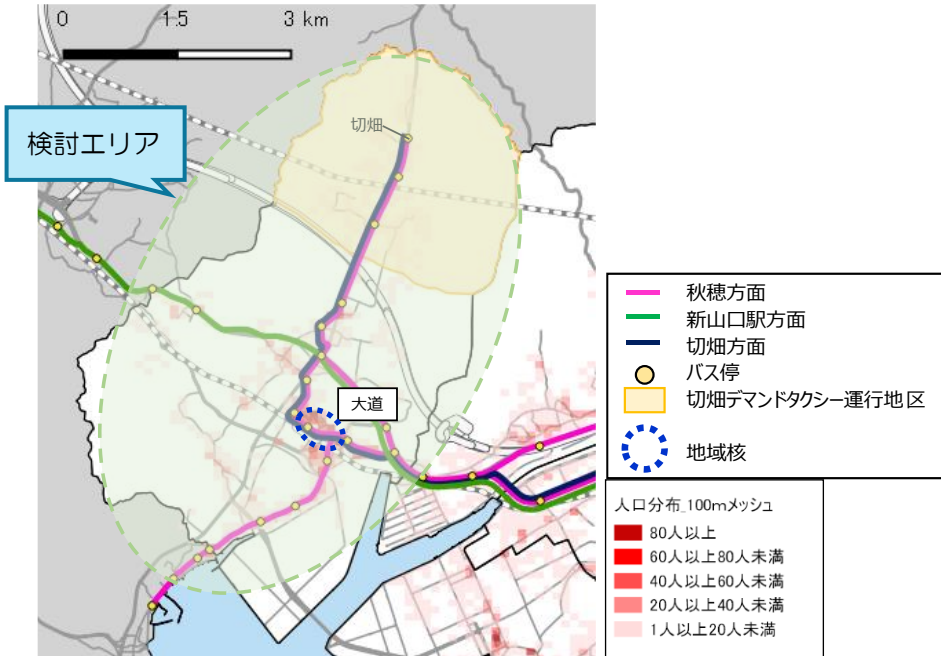 0 1.5 3 km
検討エリア
切畑
大道
秋穂方面
新山口駅方面
切畑方面
バス停
切畑デマンドタクシー運行地区
地域核
人口分布_100mメッシュ
80人以上
60人以上80人未満
40人以上60人未満
20人以上40人未満
1人以上20人未満